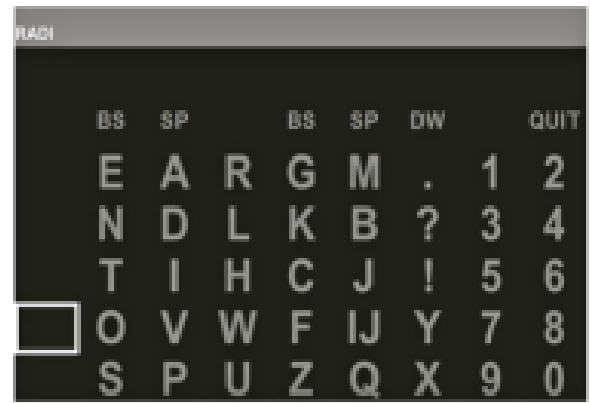 RADI
BS SP BS SP DW QUIT
E A R G M . 1 2
N D L K B ? 3 4
T I H C J ! 5 6
O V W F IJ Y 7 8
S P U Z Q X 9 0